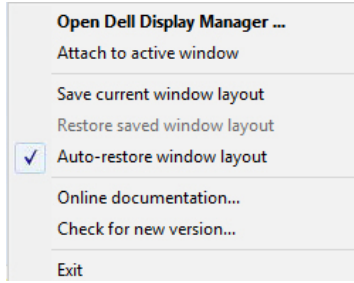 Open Dell Display Manager ...
Attach to active window
Save current window layout
Restore saved window layout
Auto-restore window layout
Online documentation...
Check for new version...
Exit